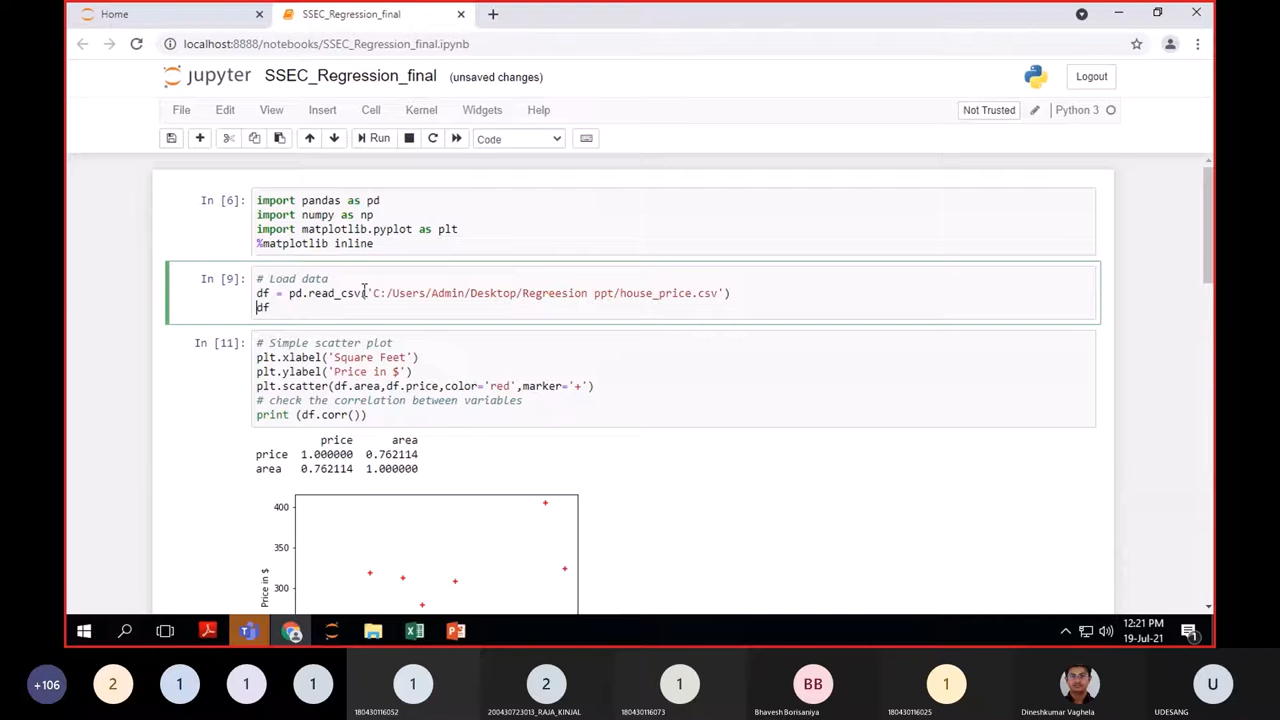 Home
SSEC_Regression_final
localhost:8888/notebooks/SSEC_Regression_final.ipynb
jupyter SSEC_Regression_final (unsaved changes)
Logout
File Edit View Insert Cell Kernel Widgets Help
Not Trusted
Python 3
Run
Code
In [6]:
import pandas as pd
import numpy as np
import matplotlib.pyplot as plt
%matplotlib inline
In [9]:
# Load data
df = pd.read_csv('C:/Users/Admin/Desktop/Regreesion ppt/house_price.csv')
df
In [11]:
# Simple scatter plot
plt.xlabel('Square Feet')
plt.ylabel('Price in $')
plt.scatter(df.area,df.price,color='red',marker='+')
# check the correlation between variables
print (df.corr())
price area
price 1.000000 0.762114
area 0.762114 1.000000
400
350
300
Price in $
12:21 PM
19-Jul-21
1
+106
2
1
1
1
1
2
1
BB
1
U
180430116052
200430723013_RAJA_KINJAL
180430116073
Bhavesh Borisaniya
180430116025
Dineshkumar Vaghela
UDESANG